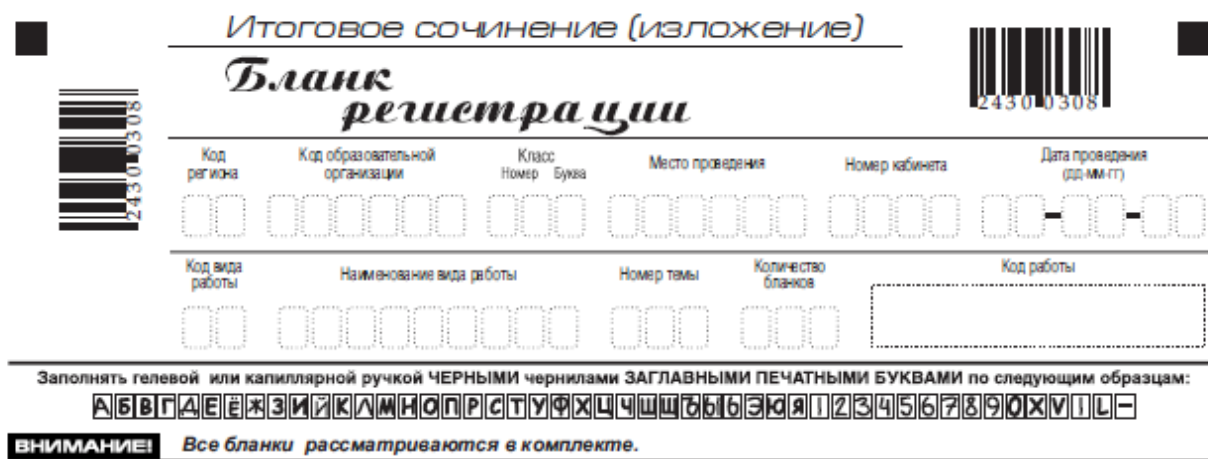 Итоговое сочинение (изложение)
Бланк
регистрации
2430 0308
2430 0308
Код региона
Код образовательной организации
Класс
Номер Буква
Место проведения
Номер кабинета
Дата проведения
(ДД-ММ-ГГ)
Код вида работы
Наименование вида работы
Номер темы
Количество бланков
Код работы
Заполнять гелевой или капиллярной ручкой ЧЕРНЫМИ чернилами ЗАГЛАВНЫМИ ПЕЧАТНЫМИ БУКВАМИ по следующим образцам:
АБВГДЕЁЖЗИЙКЛМНОПРСТУФХЦЧШЩЪЫЬЭЮЯ1234567890XVIL-
ВНИМАНИЕ! Все бланки рассматриваются в комплекте.